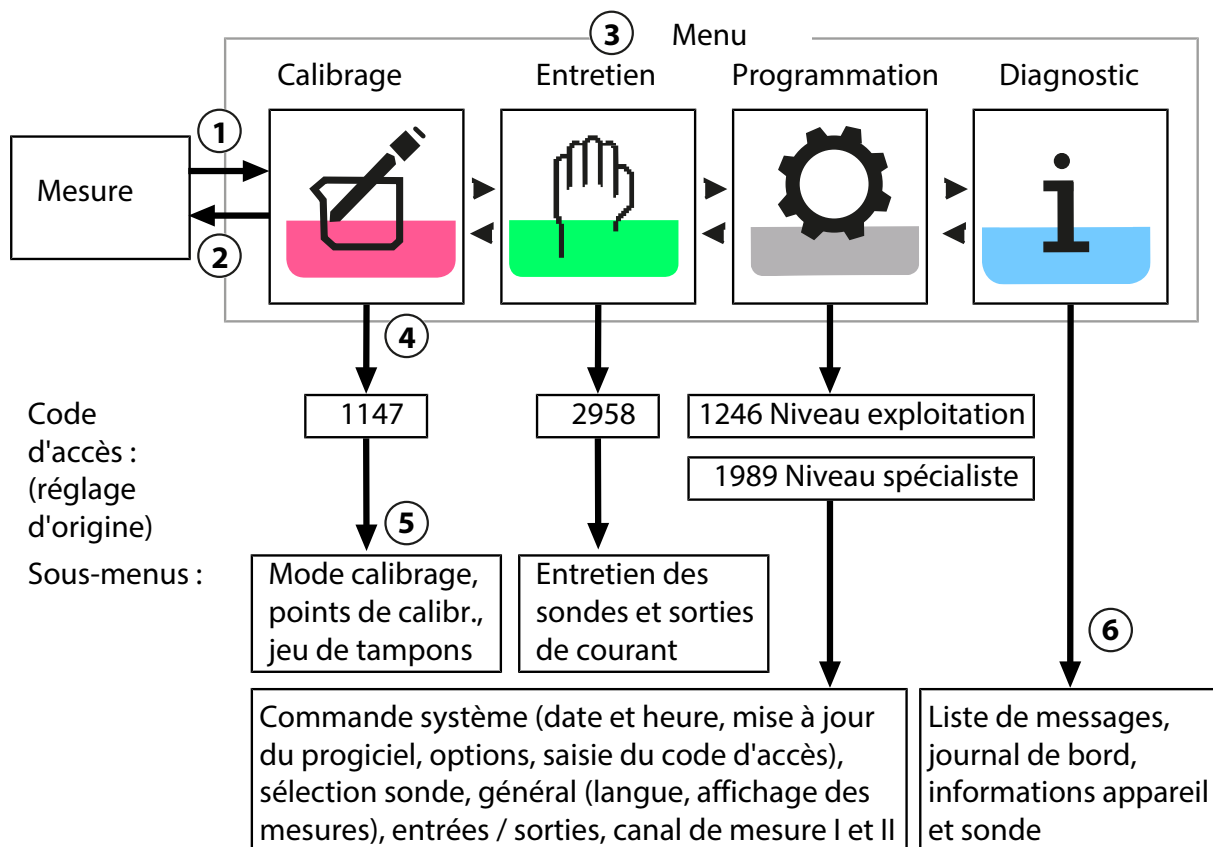 3 Menu
Calibrage Entretien Programmation Diagnostic
1
Mesure
2
4
Code
d'accès :
(réglage
d'origine)
1147
2958
1246 Niveau exploitation
1989 Niveau spécialiste
5
Sous-menus :
Mode calibrage,
points de calibr.,
jeu de tampons
Entretien des
sondes et sorties
de courant
6
Commande système (date et heure, mise à jour
du progiciel, options, saisie du code d'accès),
sélection sonde, général (langue, affichage des
mesures), entrées / sorties, canal de mesure I et II
Liste de messages,
journal de bord,
informations appareil
et sonde